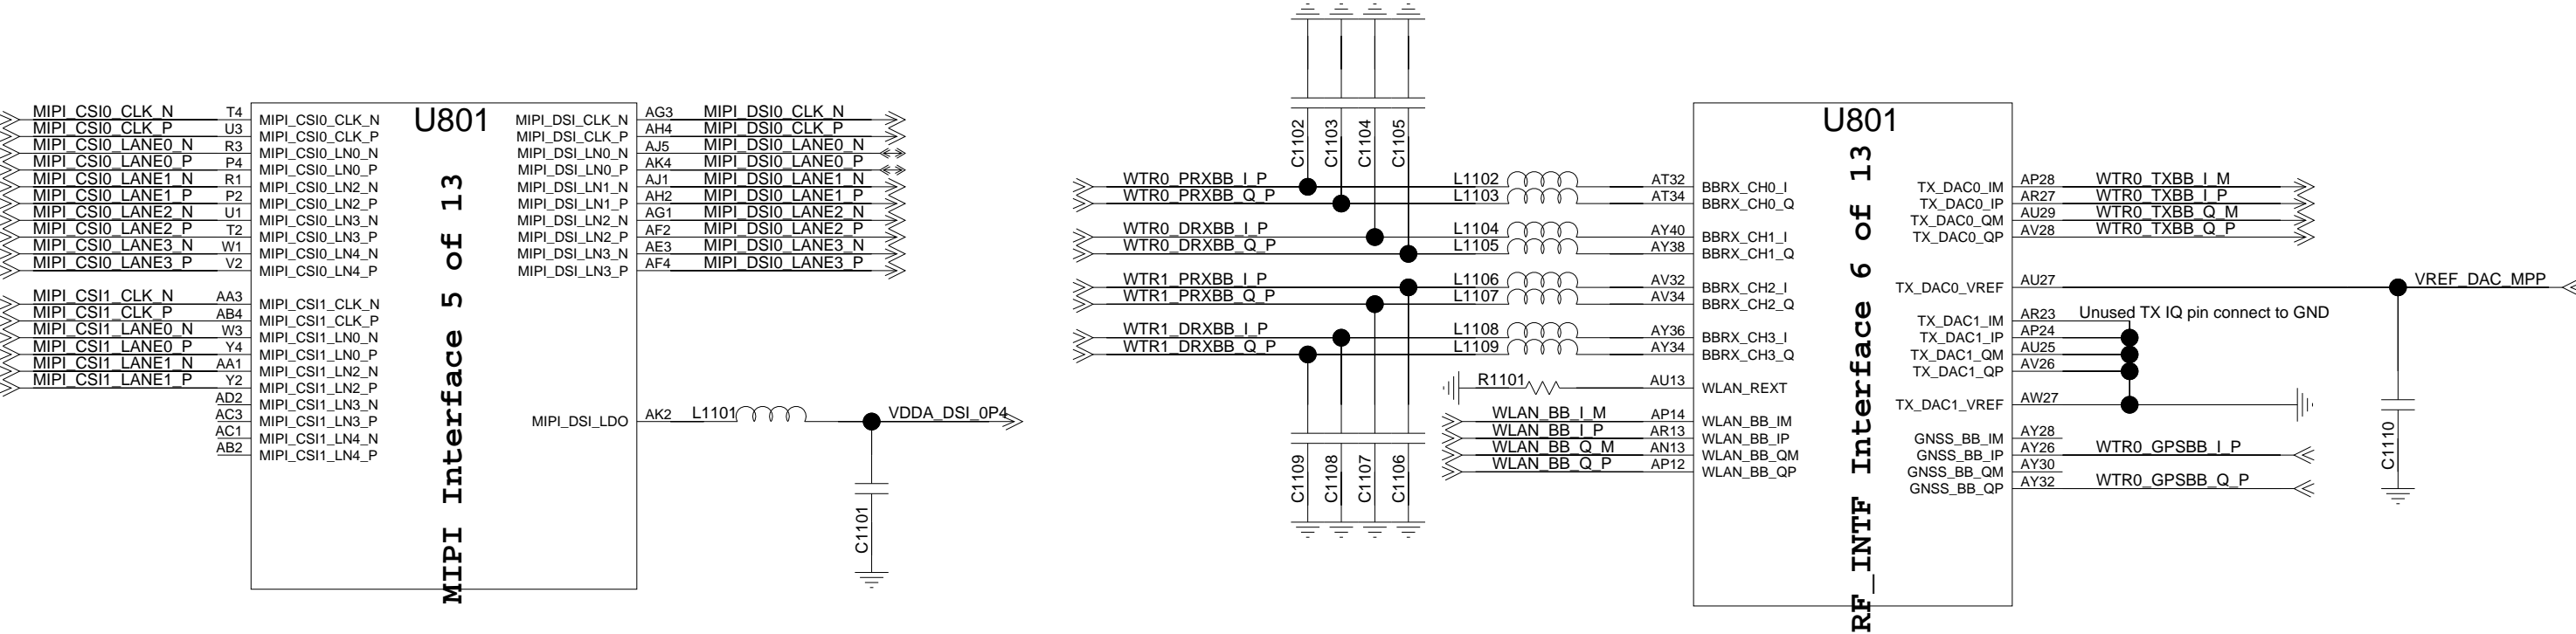 U801
MIPI Interface 5 of 13
MIPI_CSI0_CLK_N T4 MIPI_CSI0_CLK_N
MIPI_CSI0_CLK_P U3 MIPI_CSI0_CLK_P
MIPI_CSI0_LANE0_N R3 MIPI_CSI0_LN0_N
MIPI_CSI0_LANE0_P P4 MIPI_CSI0_LN0_P
MIPI_CSI0_LANE1_N R1 MIPI_CSI0_LN2_N
MIPI_CSI0_LANE1_P P2 MIPI_CSI0_LN2_P
MIPI_CSI0_LANE2_N U1 MIPI_CSI0_LN3_N
MIPI_CSI0_LANE2_P T2 MIPI_CSI0_LN3_P
MIPI_CSI0_LANE3_N W1 MIPI_CSI0_LN4_N
MIPI_CSI0_LANE3_P V2 MIPI_CSI0_LN4_P
MIPI_CSI1_CLK_N AA3 MIPI_CSI1_CLK_N
MIPI_CSI1_CLK_P AB4 MIPI_CSI1_CLK_P
MIPI_CSI1_LANE0_N W3 MIPI_CSI1_LN0_N
MIPI_CSI1_LANE0_P Y4 MIPI_CSI1_LN0_P
MIPI_CSI1_LANE1_N AA1 MIPI_CSI1_LN2_N
MIPI_CSI1_LANE1_P Y2 MIPI_CSI1_LN2_P
AD2 MIPI_CSI1_LN3_N
AC3 MIPI_CSI1_LN3_P
AC1 MIPI_CSI1_LN4_N
AB2 MIPI_CSI1_LN4_P
MIPI_DSI_CLK_N AG3 MIPI_DSI0_CLK_N
MIPI_DSI_CLK_P AH4 MIPI_DSI0_CLK_P
MIPI_DSI_LN0_N AJ5 MIPI_DSI0_LANE0_N
MIPI_DSI_LN0_P AK4 MIPI_DSI0_LANE0_P
MIPI_DSI_LN1_N AJ1 MIPI_DSI0_LANE1_N
MIPI_DSI_LN1_P AH2 MIPI_DSI0_LANE1_P
MIPI_DSI_LN2_N AG1 MIPI_DSI0_LANE2_N
MIPI_DSI_LN2_P AF2 MIPI_DSI0_LANE2_P
MIPI_DSI_LN3_N AE3 MIPI_DSI0_LANE3_N
MIPI_DSI_LN3_P AF4 MIPI_DSI0_LANE3_P
MIPI_DSI_LDO AK2 L1101 VDDA_DSI_0P4
C1101
C1102 C1103 C1104 C1105
U801
RF_INTF Interface 6 of 13
WTR0_PRXBB_I_P L1102 AT32 BBRX_CH0_I
WTR0_PRXBB_Q_P L1103 AT34 BBRX_CH0_Q
WTR0_DRXBB_I_P L1104 AY40 BBRX_CH1_I
WTR0_DRXBB_Q_P L1105 AY38 BBRX_CH1_Q
WTR1_PRXBB_I_P L1106 AV32 BBRX_CH2_I
WTR1_PRXBB_Q_P L1107 AV34 BBRX_CH2_Q
WTR1_DRXBB_I_P L1108 AY36 BBRX_CH3_I
WTR1_DRXBB_Q_P L1109 AY34 BBRX_CH3_Q
R1101 AU13 WLAN_REXT
WLAN_BB_I_M AP14 WLAN_BB_IM
WLAN_BB_I_P AR13 WLAN_BB_IP
WLAN_BB_Q_M AN13 WLAN_BB_QM
WLAN_BB_Q_P AP12 WLAN_BB_QP
C1109 C1108 C1107 C1106
TX_DAC0_IM AP28 WTR0_TXBB_I_M
TX_DAC0_IP AR27 WTR0_TXBB_I_P
TX_DAC0_QM AU29 WTR0_TXBB_Q_M
TX_DAC0_QP AV28 WTR0_TXBB_Q_P
TX_DAC0_VREF AU27 VREF_DAC_MPP
Unused TX IQ pin connect to GND
TX_DAC1_IM AR23
TX_DAC1_IP AP24
TX_DAC1_QM AU25
TX_DAC1_QP AV26
TX_DAC1_VREF AW27
GNSS_BB_IM AY28
GNSS_BB_IP AY26 WTR0_GPSBB_I_P
GNSS_BB_QM AY30
GNSS_BB_QP AY32 WTR0_GPSBB_Q_P
C1110